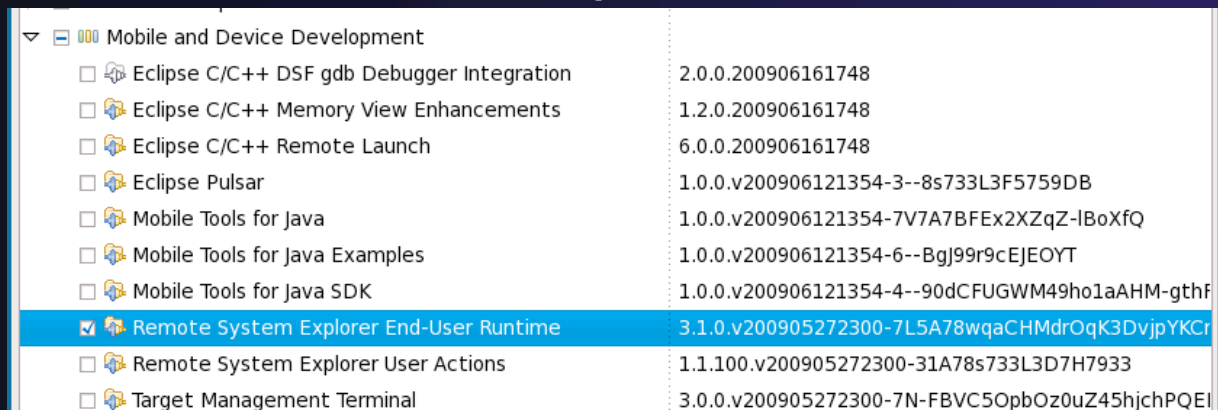 Mobile and Device Development
Eclipse C/C++ DSF gdb Debugger Integration 2.0.0.200906161748
Eclipse C/C++ Memory View Enhancements 1.2.0.200906161748
Eclipse C/C++ Remote Launch 6.0.0.200906161748
Eclipse Pulsar 1.0.0.v200906121354-3--8s733L3F5759DB
Mobile Tools for Java 1.0.0.v200906121354-7V7A7BFEx2XZqZ-lBoXfQ
Mobile Tools for Java Examples 1.0.0.v200906121354-6--BgJ99r9cEJEOYT
Mobile Tools for Java SDK 1.0.0.v200906121354-4--90dCFUGWM49ho1aAHM-gthF
Remote System Explorer End-User Runtime 3.1.0.v200905272300-7L5A78wqaCHMdrOqK3DvjpYKCr
Remote System Explorer User Actions 1.1.100.v200905272300-31A78s733L3D7H7933
Target Management Terminal 3.0.0.v200905272300-7N-FBVC5OpbOz0uZ45hjchPQEI